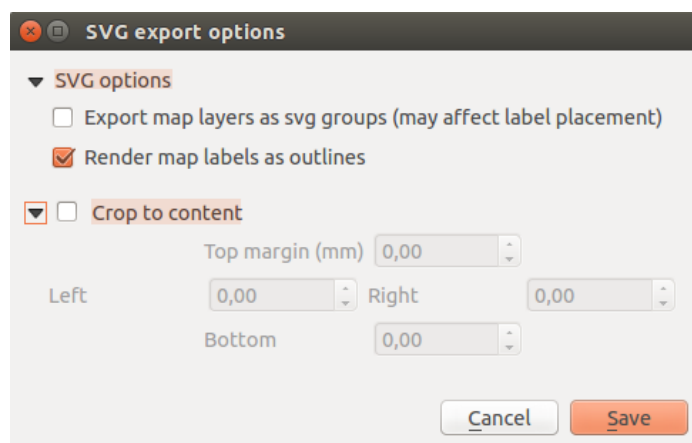 SVG export options
SVG options
Export map layers as svg groups (may affect label placement)
Render map labels as outlines
Crop to content
Top margin (mm) 0,00
Left 0,00 Right 0,00
Bottom 0,00
Cancel Save